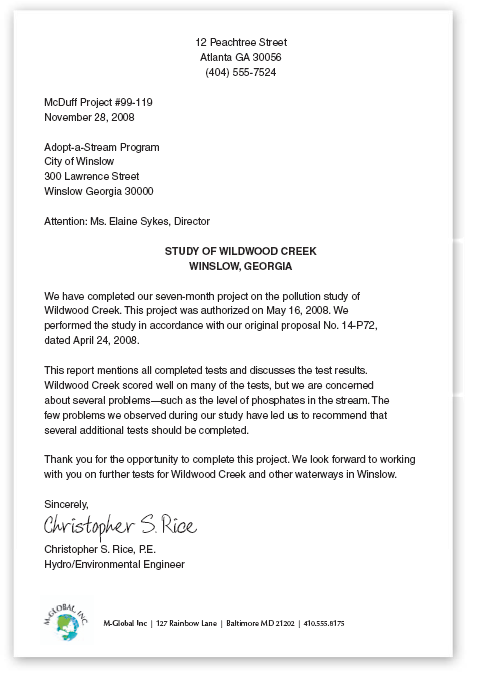 12 Peachtree Street
Atlanta GA 30056
(404) 555-7524
McDuff Project #99-119
November 28, 2008
Adopt-a-Stream Program
City of Winslow
300 Lawrence Street
Winslow Georgia 30000
Attention: Ms. Elaine Sykes, Director
STUDY OF WILDWOOD CREEK
WINSLOW, GEORGIA
We have completed our seven-month project on the pollution study of
Wildwood Creek. This project was authorized on May 16, 2008. We
performed the study in accordance with our original proposal No. 14-P72,
dated April 24, 2008.
This report mentions all completed tests and discusses the test results.
Wildwood Creek scored well on many of the tests, but we are concerned
about several problems—such as the level of phosphates in the stream. The
few problems we observed during our study have led us to recommend that
several additional tests should be completed.
Thank you for the opportunity to complete this project. We look forward to working
with you on further tests for Wildwood Creek and other waterways in Winslow.
Sincerely,
Christopher S. Rice
Christopher S. Rice, P.E.
Hydro/Environmental Engineer
M-GLOBAL INC
M-Global Inc | 127 Rainbow Lane | Baltimore MD 21202 | 410.555.8175